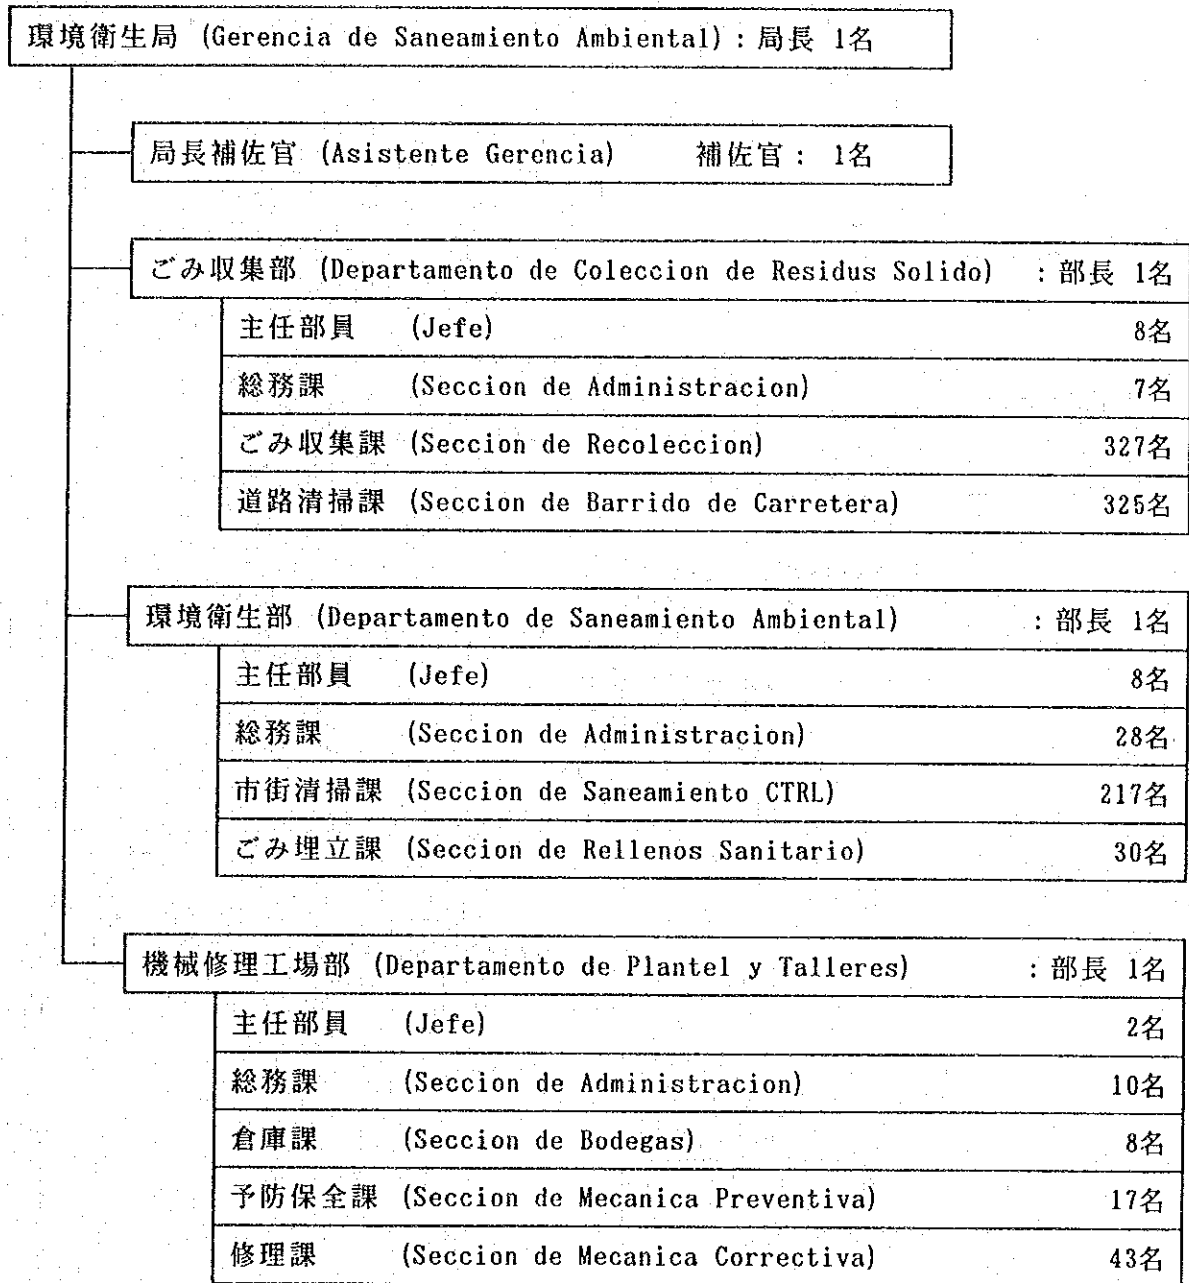 環境衛生局 (Gerencia de Saneamiento Ambiental) : 局長 1名
局長補佐官 (Asistente Gerencia) 補佐官 : 1名
ごみ収集部 (Departamento de Coleccion de Residus Solido) : 部長 1名
主任部員 (Jefe) 8名
総務課 (Seccion de Administracion) 7名
ごみ収集課 (Seccion de Recoleccion) 327名
道路清掃課 (Seccion de Barrido de Carretera) 325名
環境衛生部 (Departamento de Saneamiento Ambiental) : 部長 1名
主任部員 (Jefe) 8名
総務課 (Seccion de Administracion) 28名
市街清掃課 (Seccion de Saneamiento CTRL) 217名
ごみ埋立課 (Seccion de Rellenos Sanitario) 30名
機械修理工場部 (Departamento de Plantel y Talleres) : 部長 1名
主任部員 (Jefe) 2名
総務課 (Seccion de Administracion) 10名
倉庫課 (Seccion de Bodegas) 8名
予防保全課 (Seccion de Mecanica Preventiva) 17名
修理課 (Seccion de Mecanica Correctiva) 43名